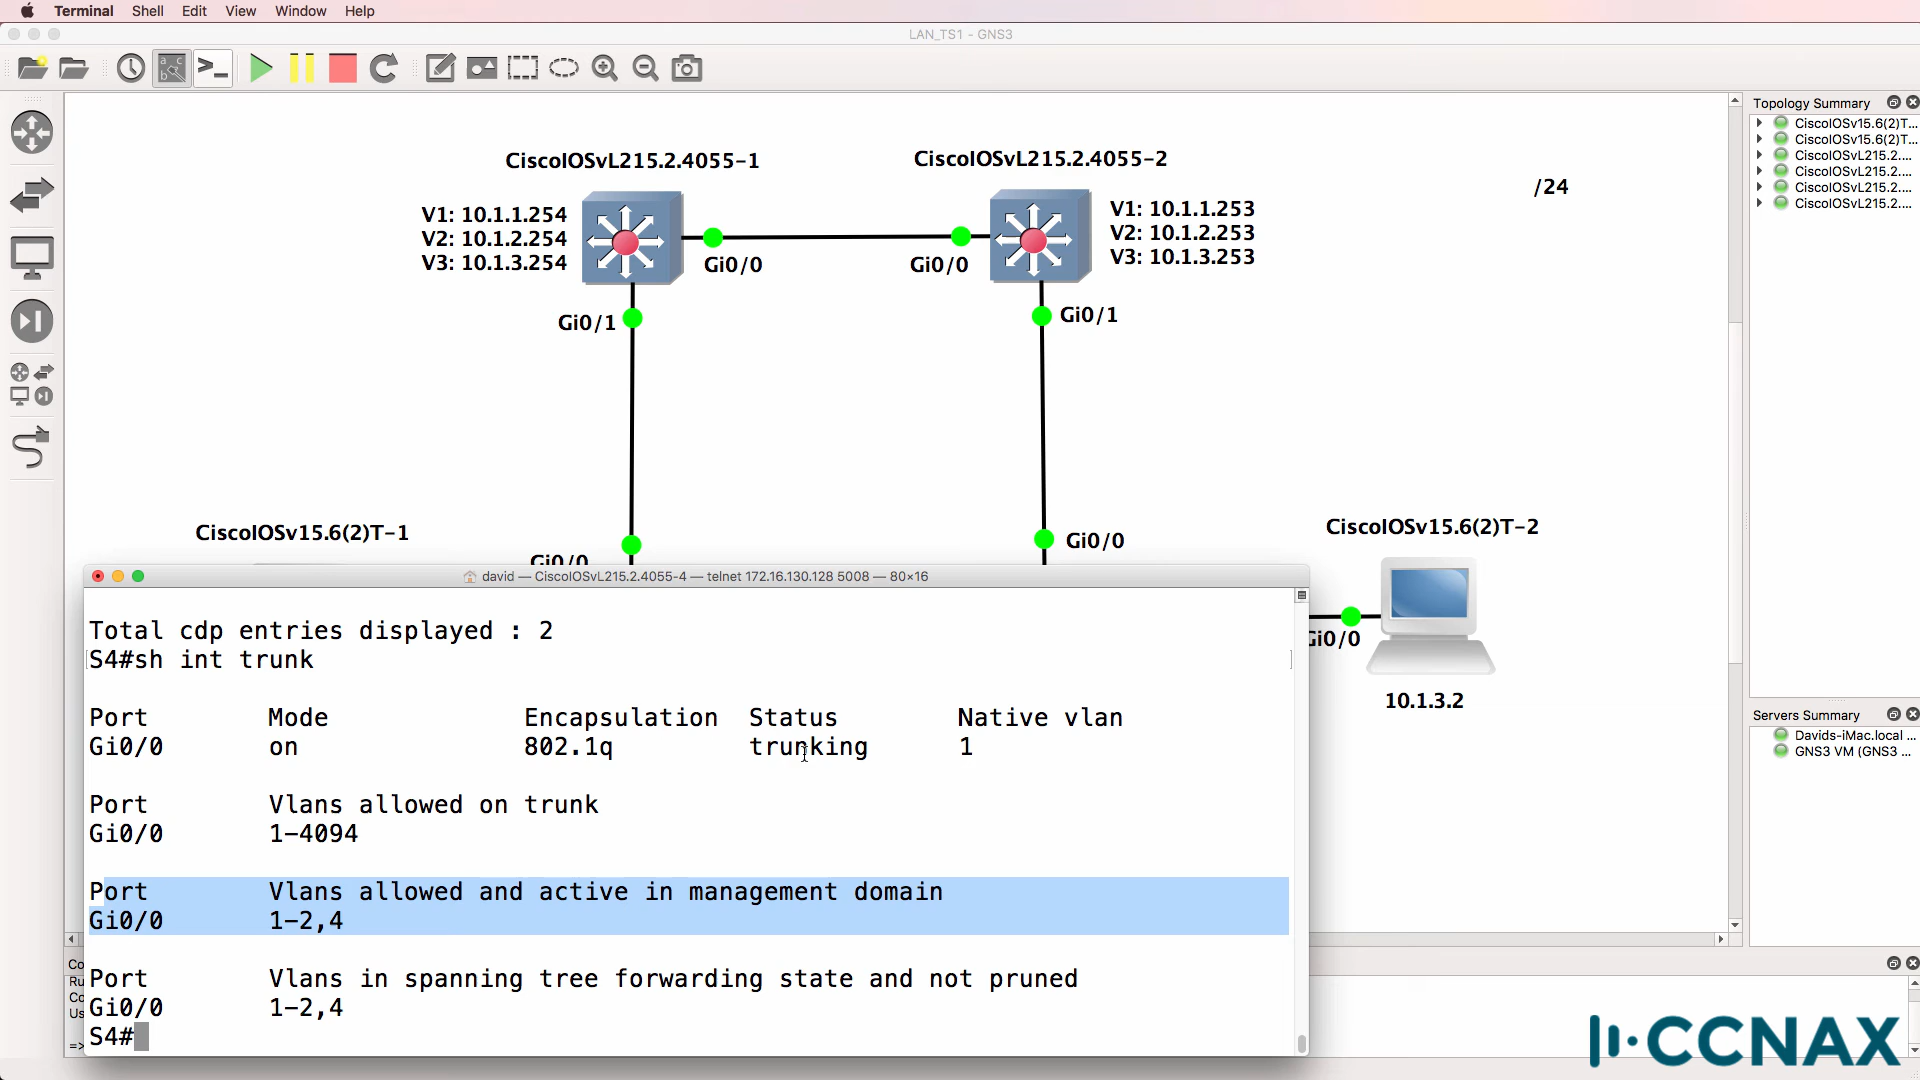 Terminal Shell Edit View Window Help
LAN_TS1 - GNS3
Topology Summary
CiscoIOSv15.6(2)T...
CiscoIOSv15.6(2)T...
CiscoIOSvL215.2....
CiscoIOSvL215.2....
CiscoIOSvL215.2....
CiscoIOSvL215.2....
CiscoIOSvL215.2.4055-1
CiscoIOSvL215.2.4055-2
/24
V1: 10.1.1.254
V2: 10.1.2.254
V3: 10.1.3.254
V1: 10.1.1.253
V2: 10.1.2.253
V3: 10.1.3.253
Gi0/0
Gi0/0
Gi0/1
Gi0/1
CiscoIOSv15.6(2)T-1
CiscoIOSv15.6(2)T-2
Gi0/0
Gi0/0
Gi0/0
10.1.3.2
Servers Summary
Davids-iMac.local ...
GNS3 VM (GNS3 ...
david — CiscoIOSvL215.2.4055-4 — telnet 172.16.130.128 5008 — 80×16
Total cdp entries displayed : 2
S4#sh int trunk
Port Mode Encapsulation Status Native vlan
Gi0/0 on 802.1q trunking 1
Port Vlans allowed on trunk
Gi0/0 1-4094
Port Vlans allowed and active in management domain
Gi0/0 1-2,4
Port Vlans in spanning tree forwarding state and not pruned
Gi0/0 1-2,4
S4#
Co
Ru
Co
Us
=>
CCNAX